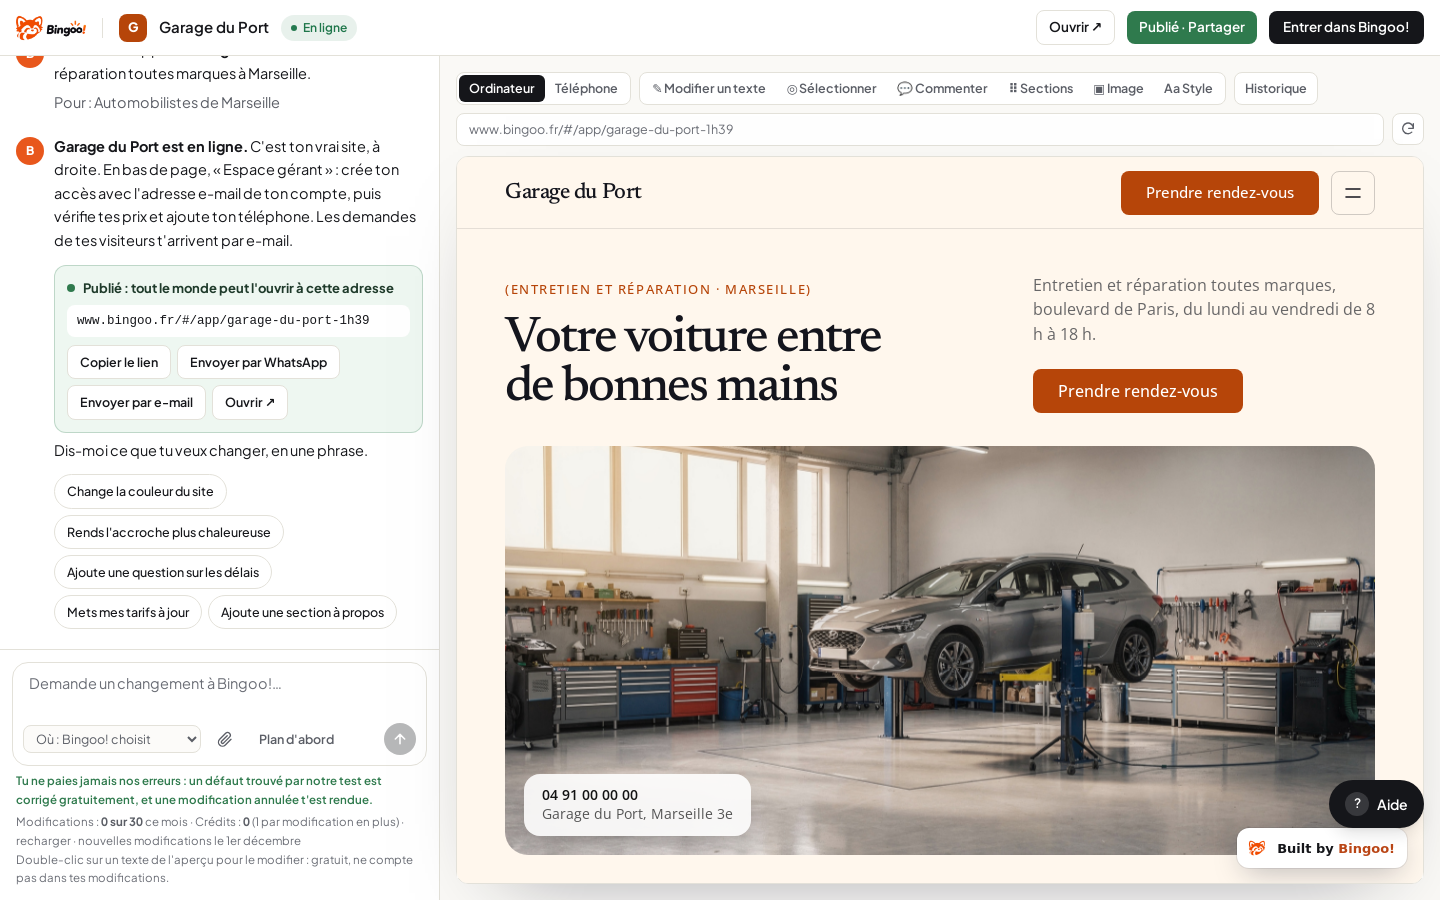 Bingoo!
G
Garage du Port
En ligne
Ouvrir ↗
Publié · Partager
Entrer dans Bingoo!
réparation toutes marques à Marseille.
Pour : Automobilistes de Marseille
B
Garage du Port est en ligne. C'est ton vrai site, à
droite. En bas de page, « Espace gérant » : crée ton
accès avec l'adresse e-mail de ton compte, puis
vérifie tes prix et ajoute ton téléphone. Les demandes
de tes visiteurs t'arrivent par e-mail.
Publié : tout le monde peut l'ouvrir à cette adresse
www.bingoo.fr/#/app/garage-du-port-1h39
Copier le lien
Envoyer par WhatsApp
Envoyer par e-mail
Ouvrir ↗
Dis-moi ce que tu veux changer, en une phrase.
Change la couleur du site
Rends l'accroche plus chaleureuse
Ajoute une question sur les délais
Mets mes tarifs à jour
Ajoute une section à propos
Demande un changement à Bingoo!...
Où : Bingoo! choisit
Plan d'abord
Tu ne paies jamais nos erreurs : un défaut trouvé par notre test est
corrigé gratuitement, et une modification annulée t'est rendue.
Modifications : 0 sur 30 ce mois · Crédits : 0 (1 par modification en plus) ·
recharger · nouvelles modifications le 1er décembre
Double-clic sur un texte de l'aperçu pour le modifier : gratuit, ne compte
pas dans tes modifications.
Ordinateur
Téléphone
✎ Modifier un texte
◎ Sélectionner
💬 Commenter
⠿ Sections
▣ Image
Aa Style
Historique
www.bingoo.fr/#/app/garage-du-port-1h39
Garage du Port
Prendre rendez-vous
(ENTRETIEN ET RÉPARATION · MARSEILLE)
Votre voiture entre
de bonnes mains
Entretien et réparation toutes marques,
boulevard de Paris, du lundi au vendredi de 8
h à 18 h.
Prendre rendez-vous
04 91 00 00 00
Garage du Port, Marseille 3e
? Aide
Built by Bingoo!